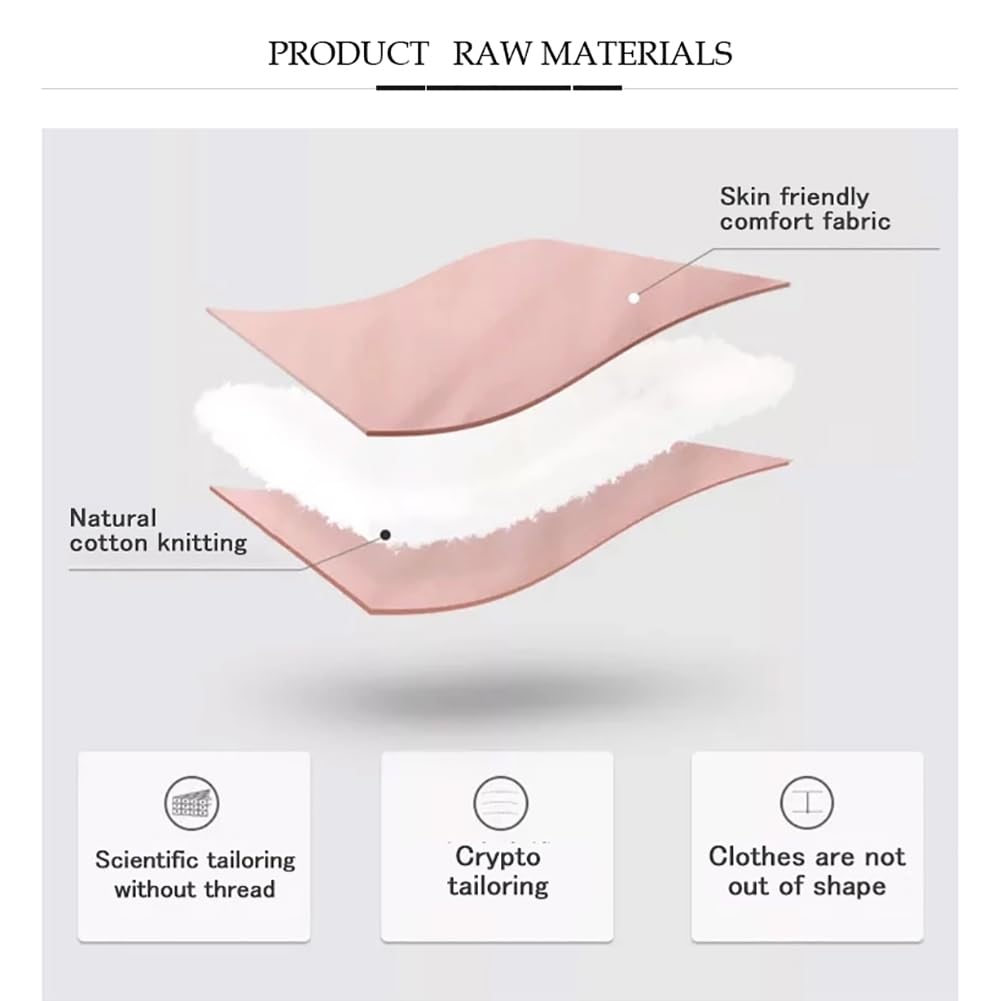 PRODUCT RAW MATERIALS
Skin friendly
comfort fabric
Natural
cotton knitting
Scientific tailoring
without thread
Crypto
tailoring
Clothes are not
out of shape